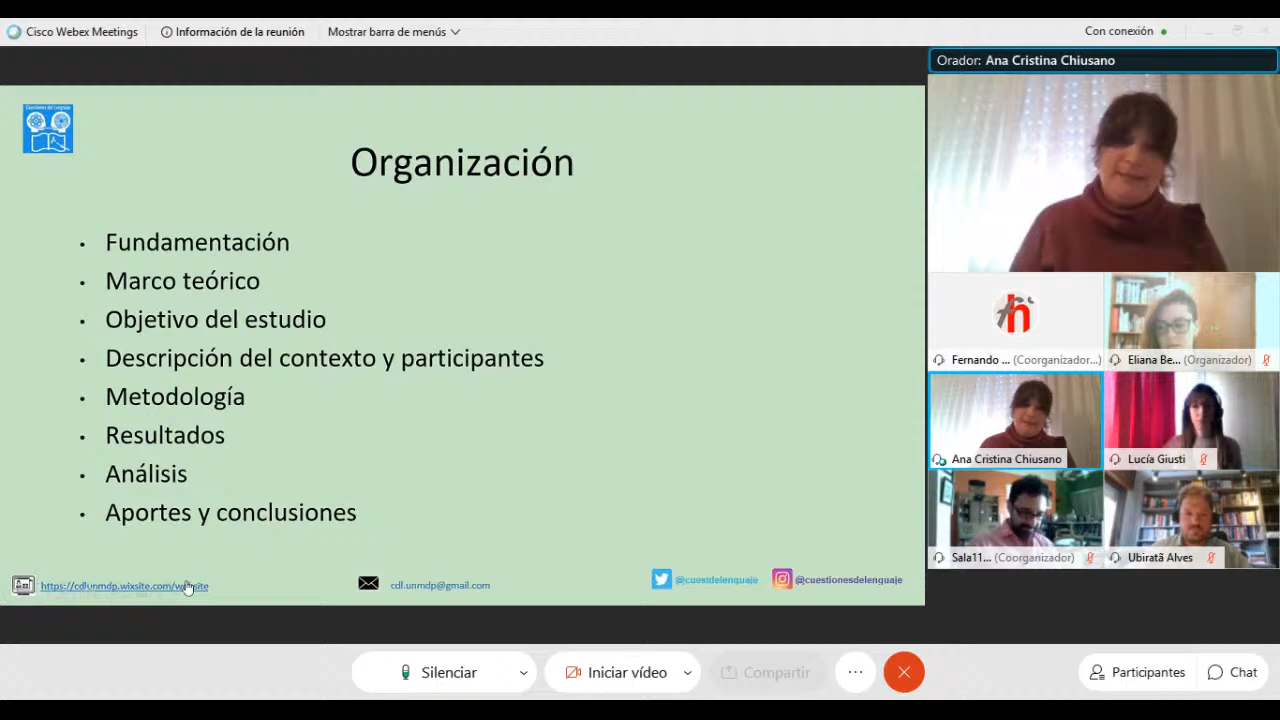 Cisco Webex Meetings
Información de la reunión
Mostrar barra de menús
Con conexión
Orador: Ana Cristina Chiusano
Cuestiones del Lenguaje
Organización
• Fundamentación
• Marco teórico
• Objetivo del estudio
• Descripción del contexto y participantes
• Metodología
• Resultados
• Análisis
• Aportes y conclusiones
cdl.unmdp@gmail.com
@cuestdelenguaje
@cuestionesdelenguaje
h
Fernando ... (Coorganizador...)
Eliana Be... (Organizador)
Ana Cristina Chiusano
Lucía Giusti
Sala11... (Coorganizador)
Ubiratã Alves
Silenciar
Iniciar vídeo
Compartir
...
Participantes
Chat